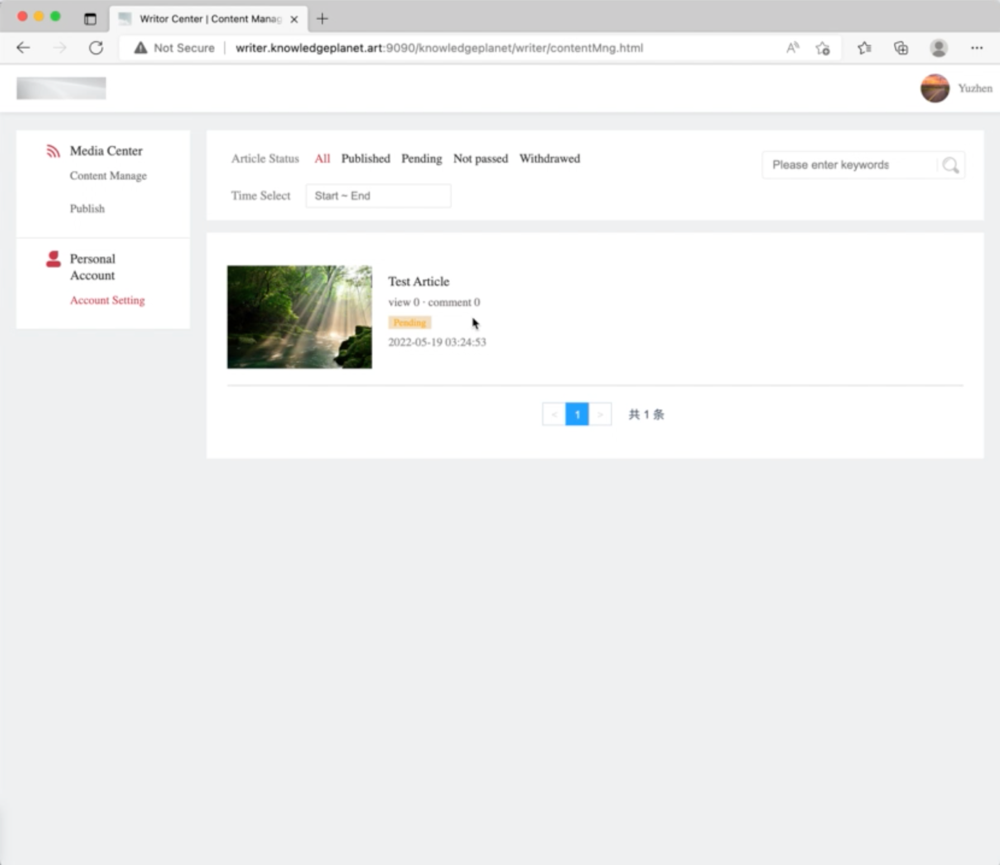 Writor Center | Content Manag
Not Secure | writer.knowledgeplanet.art:9090/knowledgeplanet/writer/contentMng.html
Yuzhen
Media Center
Content Manage
Publish
Personal
Account
Account Setting
Article Status All Published Pending Not passed Withdrawed
Please enter keywords
Time Select Start ~ End
Test Article
view 0 · comment 0
Pending
2022-05-19 03:24:53
< 1 > 共 1 条